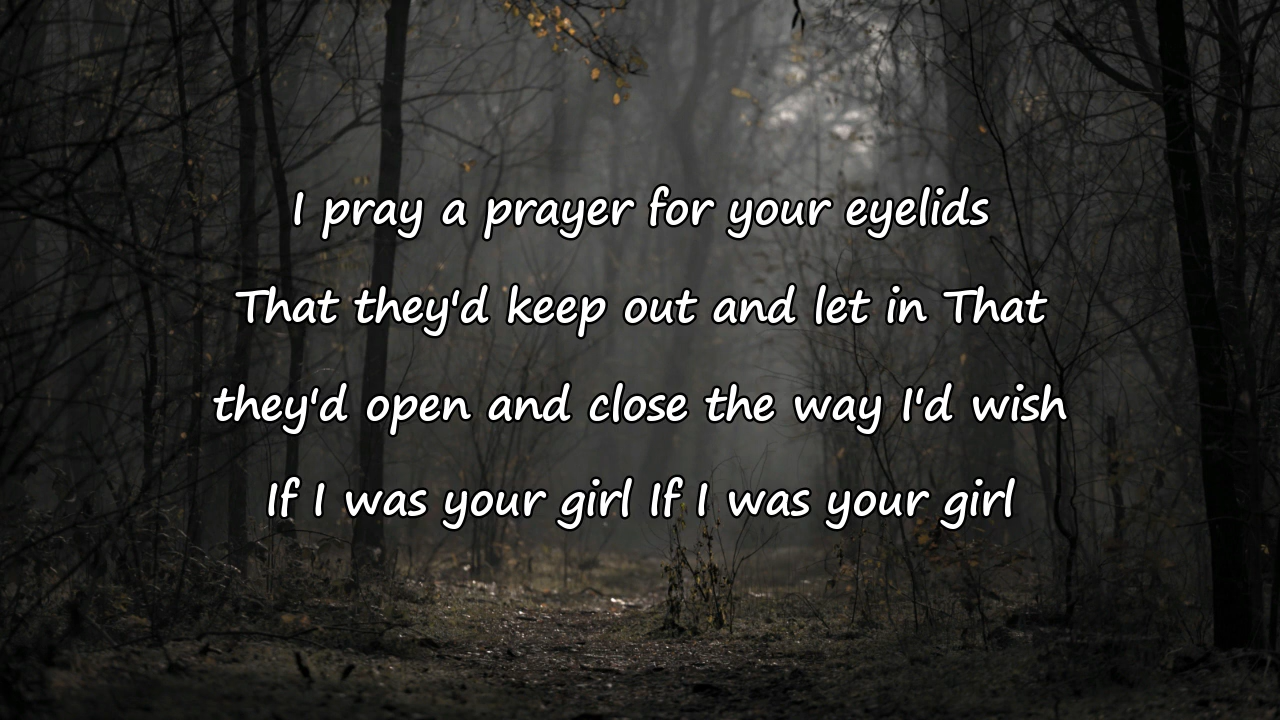 I pray a prayer for your eyelids
That they'd keep out and let in That
they'd open and close the way I'd wish
If I was your girl If I was your girl